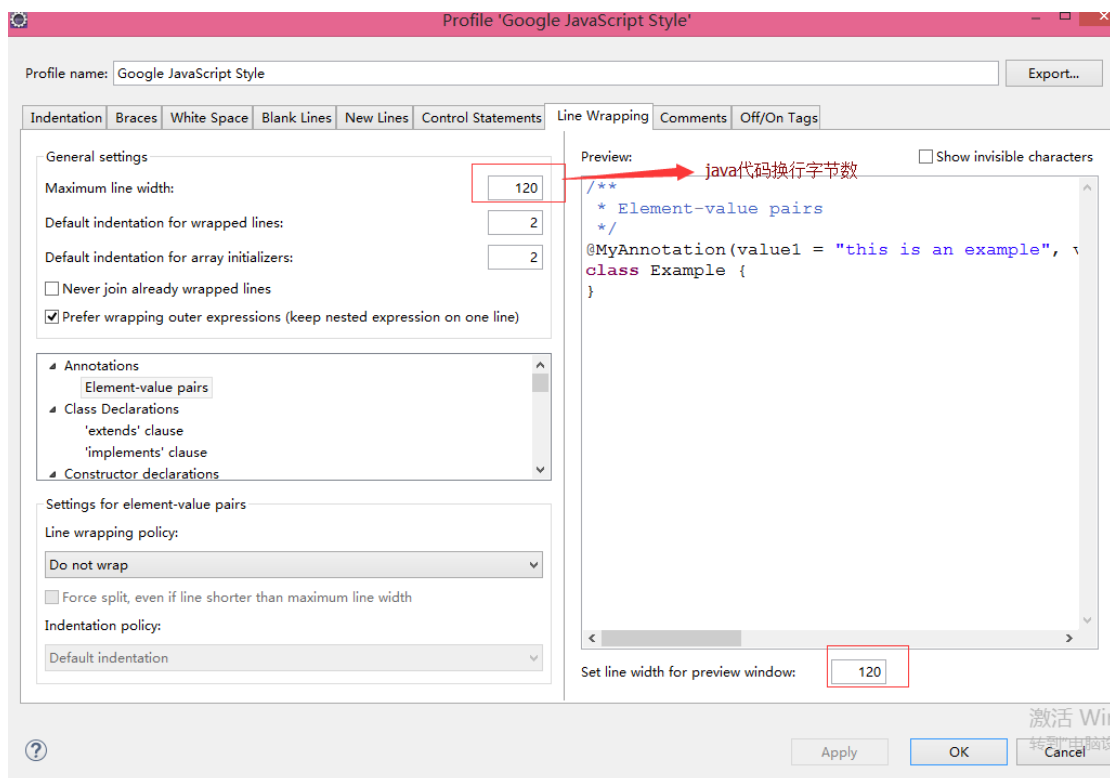 Profile 'Google JavaScript Style'
Profile name: Google JavaScript Style Export...
Indentation Braces White Space Blank Lines New Lines Control Statements Line Wrapping Comments Off/On Tags
General settings
Maximum line width: 120
Default indentation for wrapped lines: 2
Default indentation for array initializers: 2
Never join already wrapped lines
Prefer wrapping outer expressions (keep nested expression on one line)
Annotations
Element-value pairs
Class Declarations
'extends' clause
'implements' clause
Constructor declarations
Settings for element-value pairs
Line wrapping policy:
Do not wrap
Force split, even if line shorter than maximum line width
Indentation policy:
Default indentation
Preview: Show invisible characters
java代码换行字节数
/**
* Element-value pairs
*/
@MyAnnotation(value1 = "this is an example",
class Example {
}
Set line width for preview window: 120
激活 Win
转到"电脑设
? Apply OK Cancel